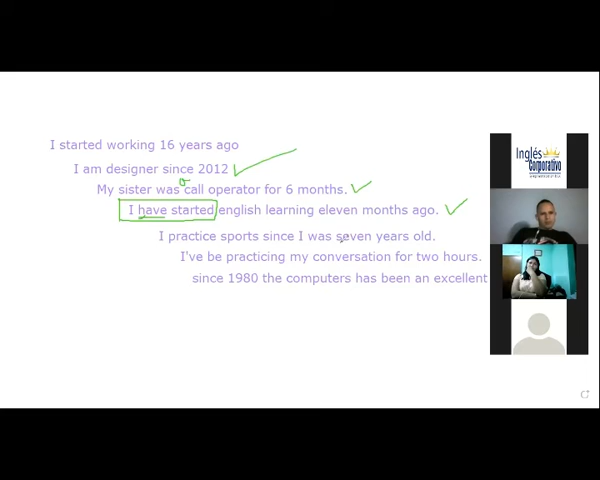 I started working 16 years ago
I am designer since 2012
a
My sister was call operator for 6 months.
I have started english learning eleven months ago.
I practice sports since I was seven years old.
I've be practicing my conversation for two hours.
since 1980 the computers has been an excellent
Inglés
Corporativo